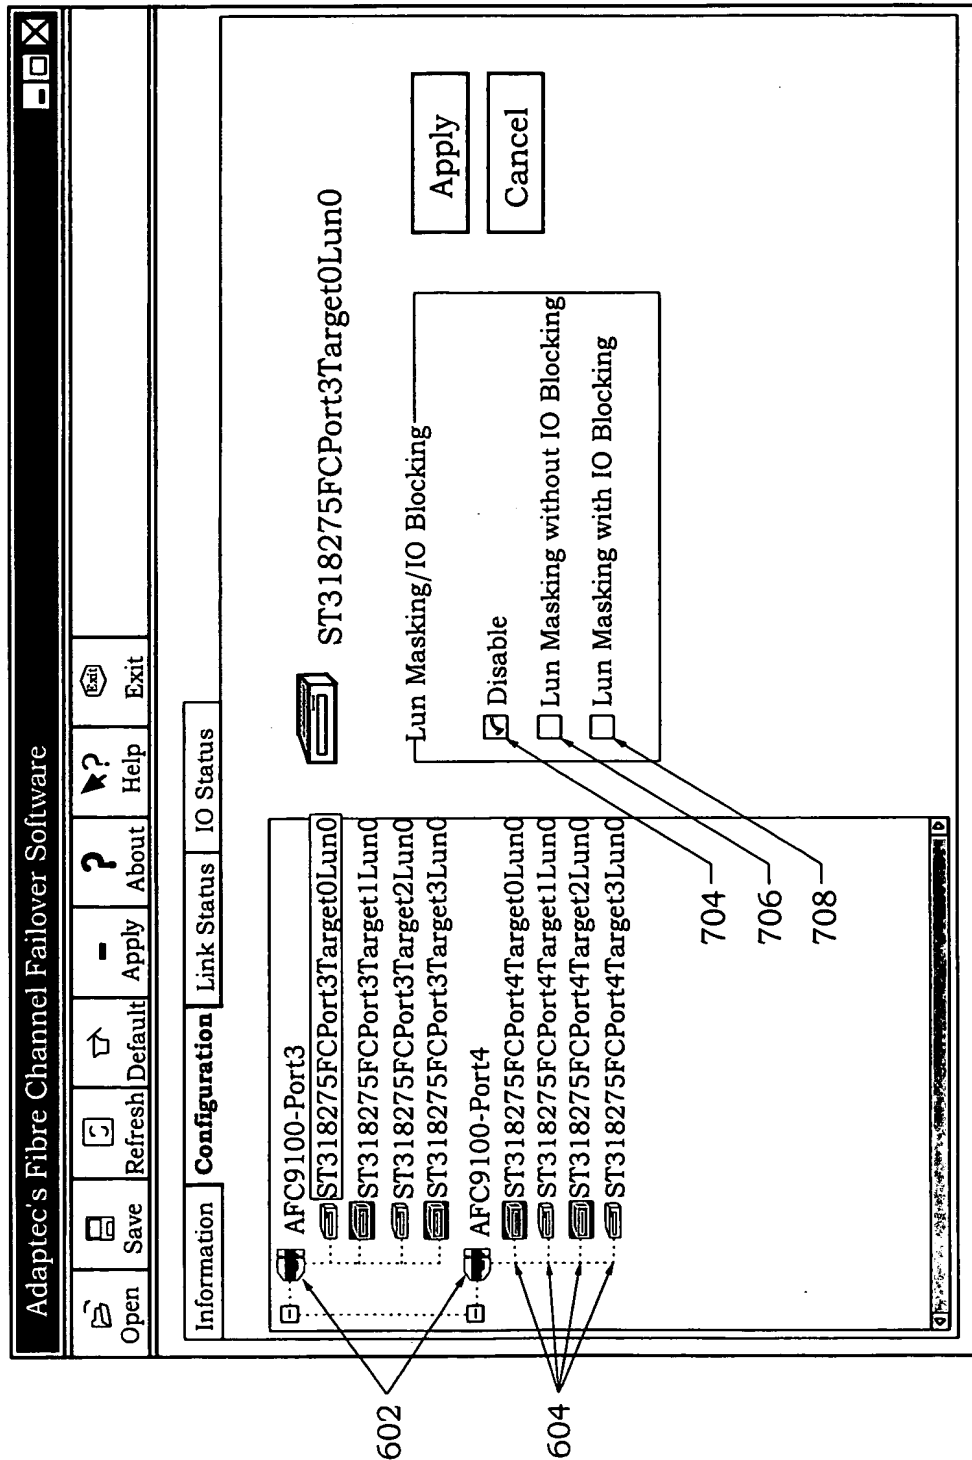 Adaptec's Fibre Channel Failover Software
Open Save Refresh Default Apply About Help Exit
Exit
Information Configuration Link Status IO Status
AFC9100-Port3
ST318275FCPort3Target0Lun0
ST318275FCPort3Target1Lun0
ST318275FCPort3Target2Lun0
ST318275FCPort3Target3Lun0
AFC9100-Port4
ST318275FCPort4Target0Lun0
ST318275FCPort4Target1Lun0
ST318275FCPort4Target2Lun0
ST318275FCPort4Target3Lun0
ST318275FCPort3Target0Lun0
Lun Masking/IO Blocking
Disable
Lun Masking without IO Blocking
Lun Masking with IO Blocking
Apply
Cancel
602
604
704
706
708